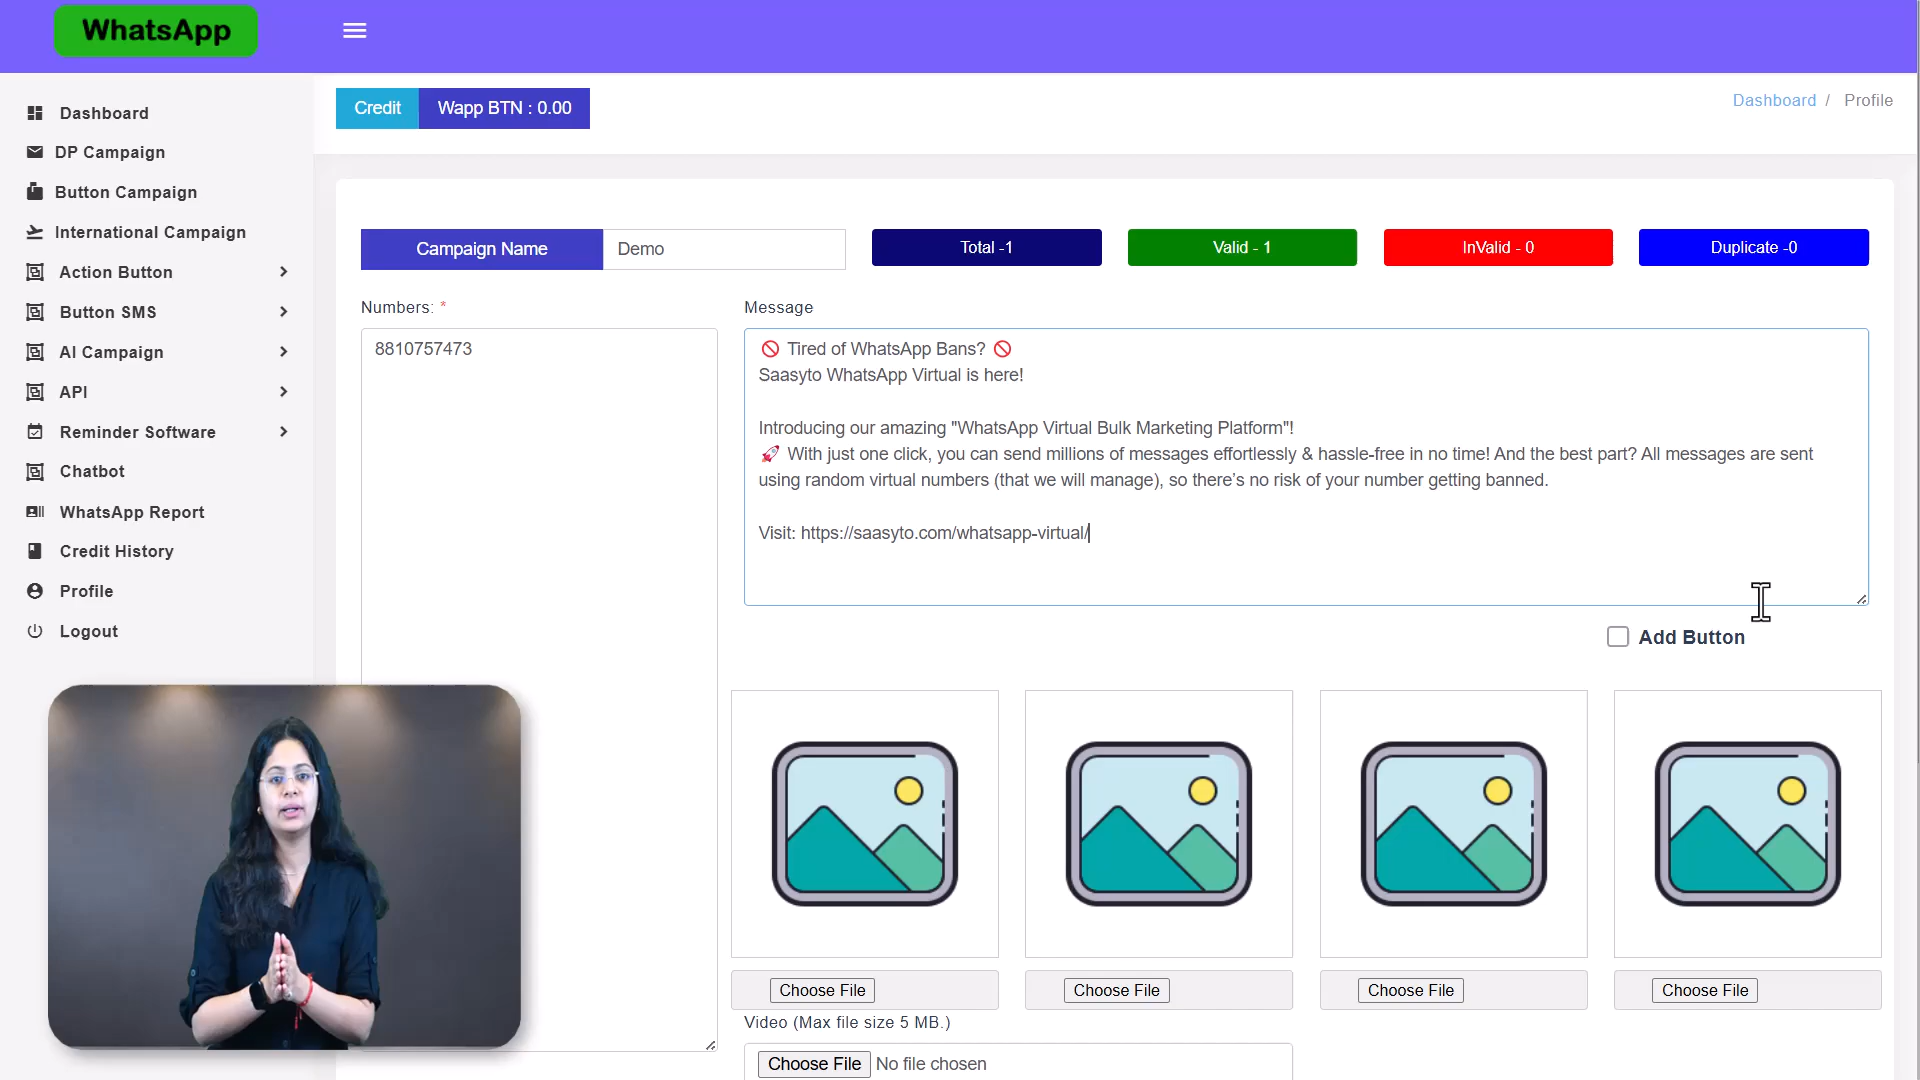 WhatsApp
Credit
Wapp BTN : 0.00
Dashboard / Profile
Dashboard
DP Campaign
Button Campaign
International Campaign
Action Button
Button SMS
AI Campaign
API
Reminder Software
Chatbot
WhatsApp Report
Credit History
Profile
Logout
Campaign Name
Demo
Total -1
Valid - 1
InValid - 0
Duplicate -0
Numbers: *
8810757473
Message
🚫 Tired of WhatsApp Bans? 🚫
Saasyto WhatsApp Virtual is here!
Introducing our amazing "WhatsApp Virtual Bulk Marketing Platform"!
🚀 With just one click, you can send millions of messages effortlessly & hassle-free in no time! And the best part? All messages are sent
using random virtual numbers (that we will manage), so there’s no risk of your number getting banned.
Visit: https://saasyto.com/whatsapp-virtual/
Add Button
Choose File
Choose File
Choose File
Choose File
Video (Max file size 5 MB.)
Choose File No file chosen